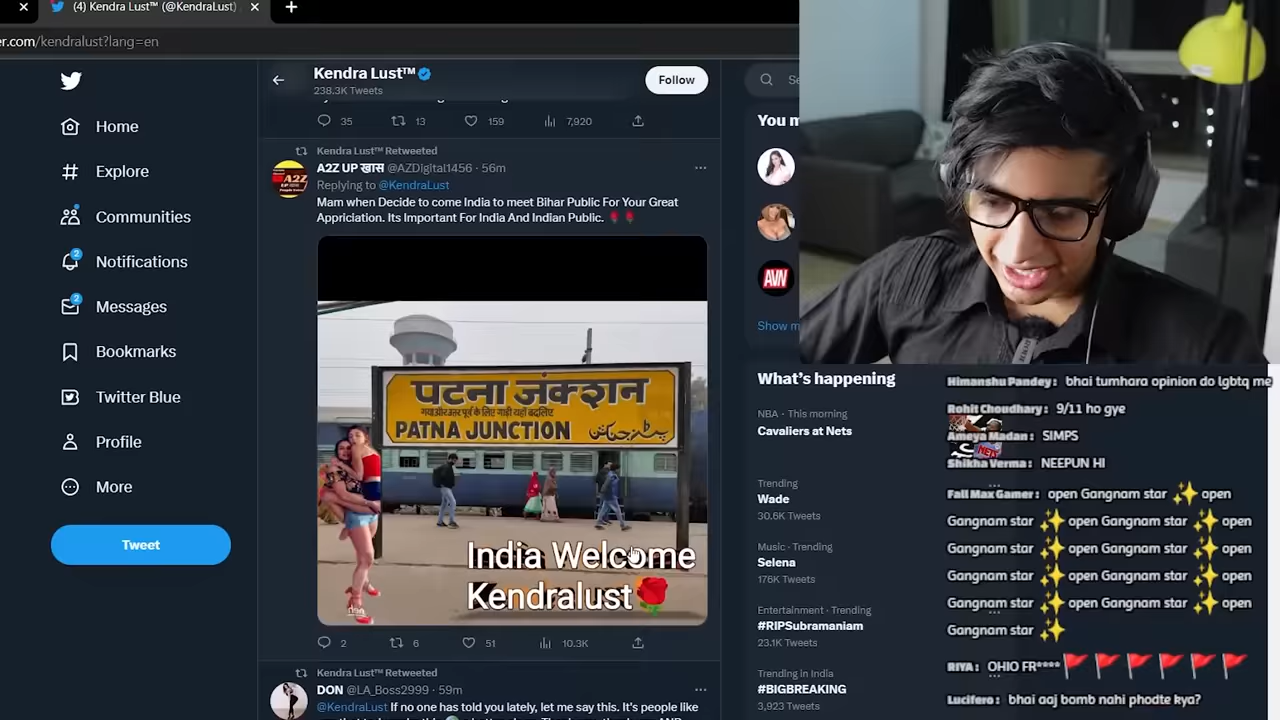 (4) Kendra Lust™ (@KendraLust)
er.com/kendralust?lang=en
Home
Explore
Communities
2
Notifications
2
Messages
Bookmarks
Twitter Blue
Profile
More
Tweet
Kendra Lust™
238.3K Tweets
Follow
35 13 159 7,920
Kendra Lust™ Retweeted
A2Z UP ख़ास @AZDigital1456 · 56m
Replying to @KendraLust
Mam when Decide to come India to meet Bihar Public For Your Great
Appriciation. Its Important For India And Indian Public. 🌹🌹
पटना जंक्शन
PATNA JUNCTION
India Welcome
Kendralust🌹
2 6 51 10.3K
Kendra Lust™ Retweeted
DON @LA_Boss2999 · 59m
@KendraLust If no one has told you lately, let me say this. It's people like
Se
You m
AVN
Show m
What's happening
NBA · This morning
Cavaliers at Nets
Trending
Wade
30.6K Tweets
Music · Trending
Selena
176K Tweets
Entertainment · Trending
#RIPSubramaniam
23.1K Tweets
Trending in India
#BIGBREAKING
3,923 Tweets
Himanshu Pandey : bhai tumhara opinion do lgbtq me
Rohit Choudhary : 9/11 ho gye
Ameya Madan : SIMPS
Shikha Verma : NEEPUN HI
Fall Max Gamer : open Gangnam star ✨ open
Gangnam star ✨ open Gangnam star ✨ open
Gangnam star ✨ open Gangnam star ✨ open
Gangnam star ✨ open Gangnam star ✨ open
Gangnam star ✨ open Gangnam star ✨ open
Gangnam star ✨
RIYA : OHIO FR**** 🚩🚩🚩🚩🚩🚩
Lucifero : bhai aaj bomb nahi phodte kya?